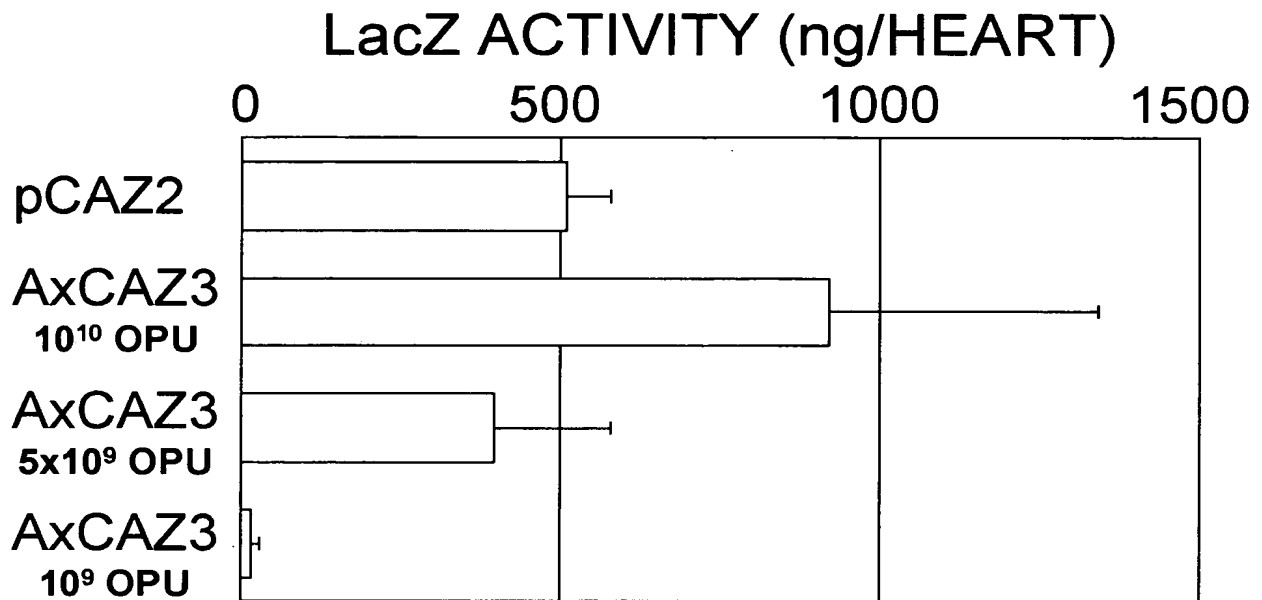 LacZ ACTIVITY (ng/HEART)
0 500 1000 1500
pCAZ2
AxCAZ3
10¹⁰ OPU
AxCAZ3
5x10⁹ OPU
AxCAZ3
10⁹ OPU